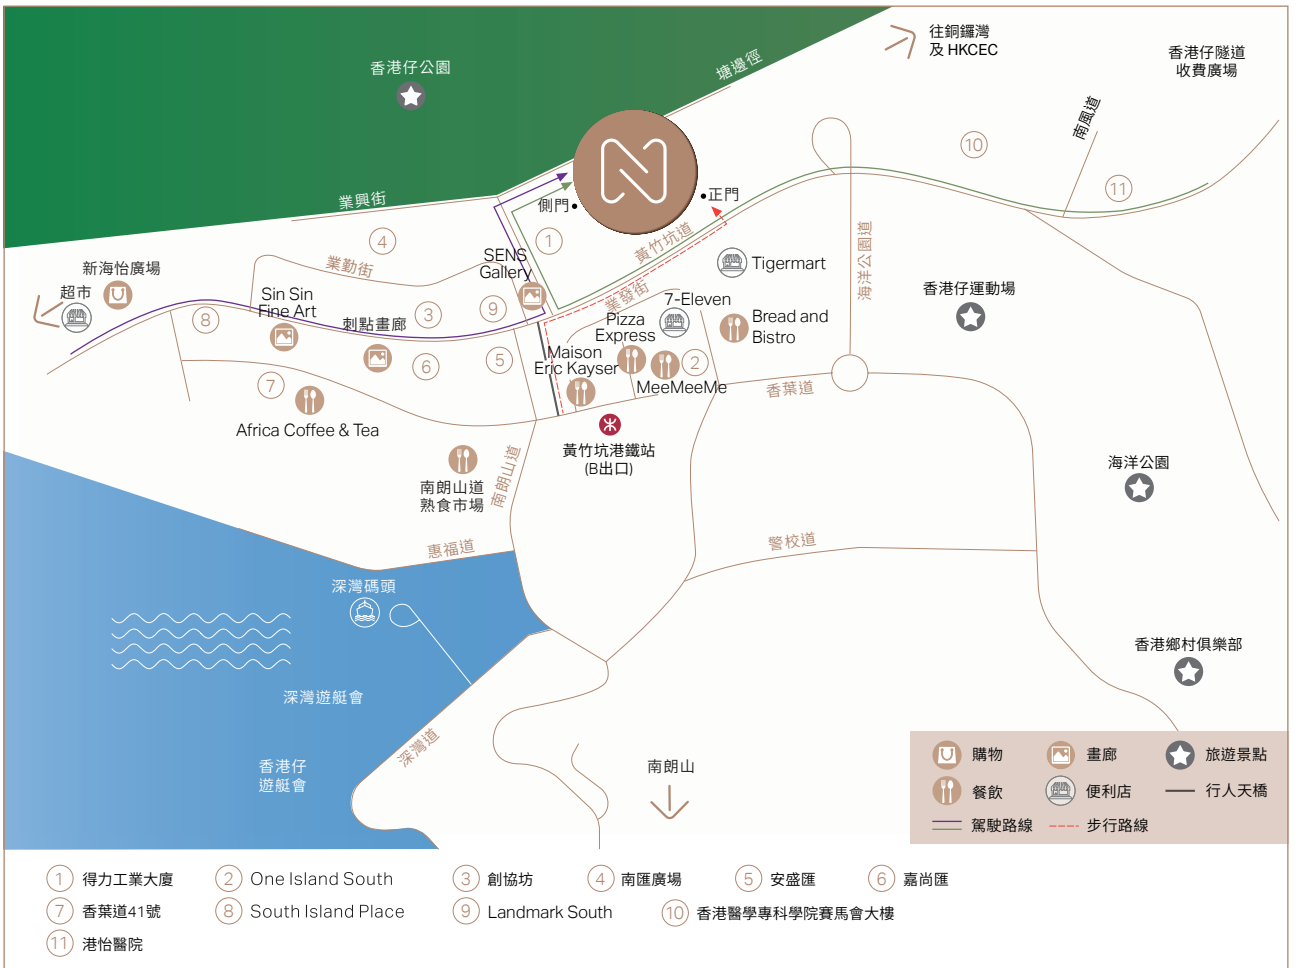 往銅鑼灣
及 HKCEC
香港仔隧道
收費廣場
香港仔公園
塘邊徑
南風道
10
11
業興街
側門
正門
N
4
1
SENS
Gallery
黃竹坑道
業勤街
海洋公園道
Tigermart
新海怡廣場
超市
Sin Sin
Fine Art
刺點畫廊
3
9
8
業發街
7-Eleven
Pizza
Express
Bread and
Bistro
香港仔運動場
Maison
Eric Kayser
5
6
2
7
MeeMeeMe
香葉道
Africa Coffee & Tea
黃竹坑港鐵站
(B出口)
南朗山道
南朗山道
熟食市場
海洋公園
惠福道
警校道
深灣碼頭
香港鄉村俱樂部
深灣遊艇會
深灣道
香港仔
遊艇會
南朗山
購物
畫廊
旅遊景點
餐飲
便利店
行人天橋
駕駛路線
步行路線
1 得力工業大廈
2 One Island South
3 創協坊
4 南匯廣場
5 安盛匯
6 嘉尚匯
7 香葉道41號
8 South Island Place
9 Landmark South
10 香港醫學專科學院賽馬會大樓
11 港怡醫院